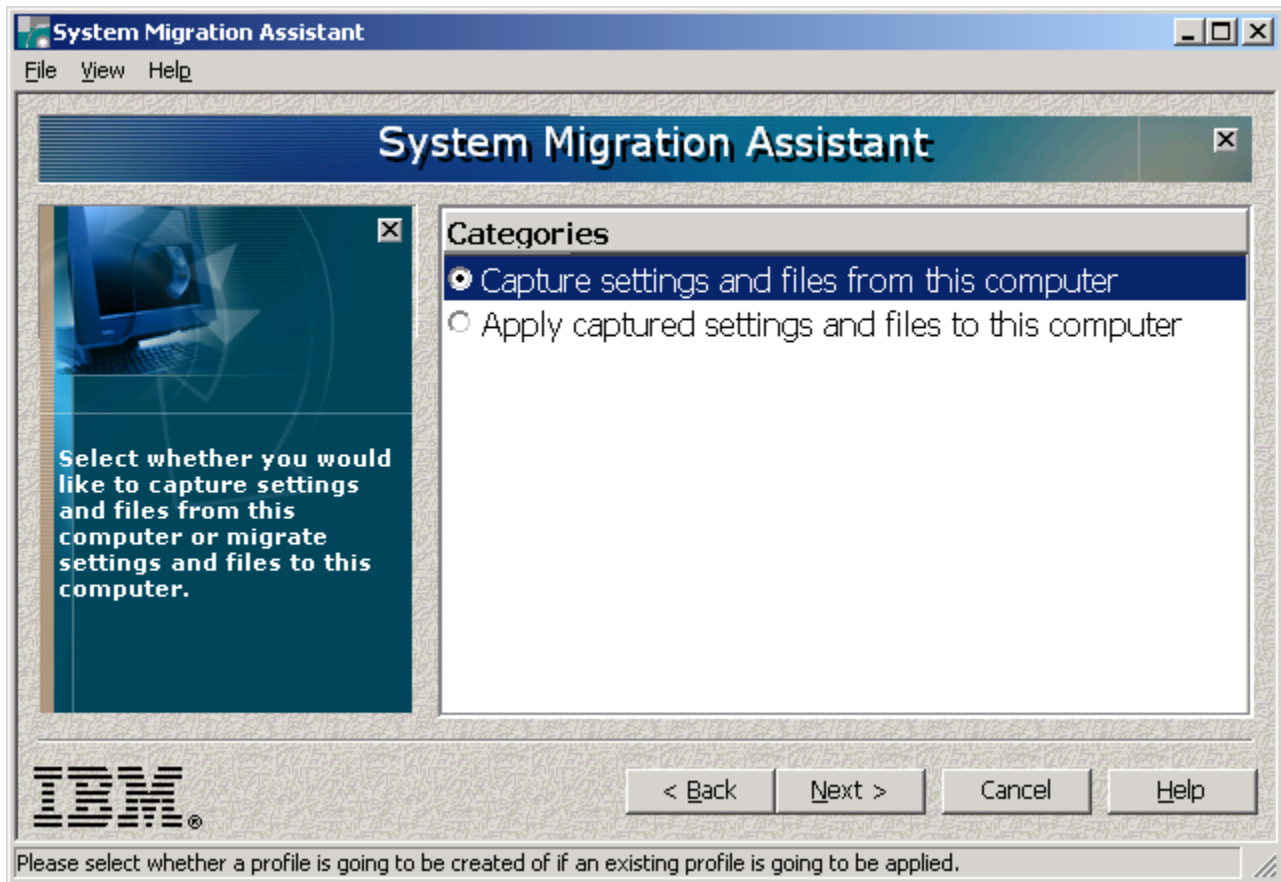 System Migration Assistant
File View Help
System Migration Assistant
Select whether you would
like to capture settings
and files from this
computer or migrate
settings and files to this
computer.
Categories
Capture settings and files from this computer
Apply captured settings and files to this computer
IBM®
< Back Next > Cancel Help
Please select whether a profile is going to be created of if an existing profile is going to be applied.